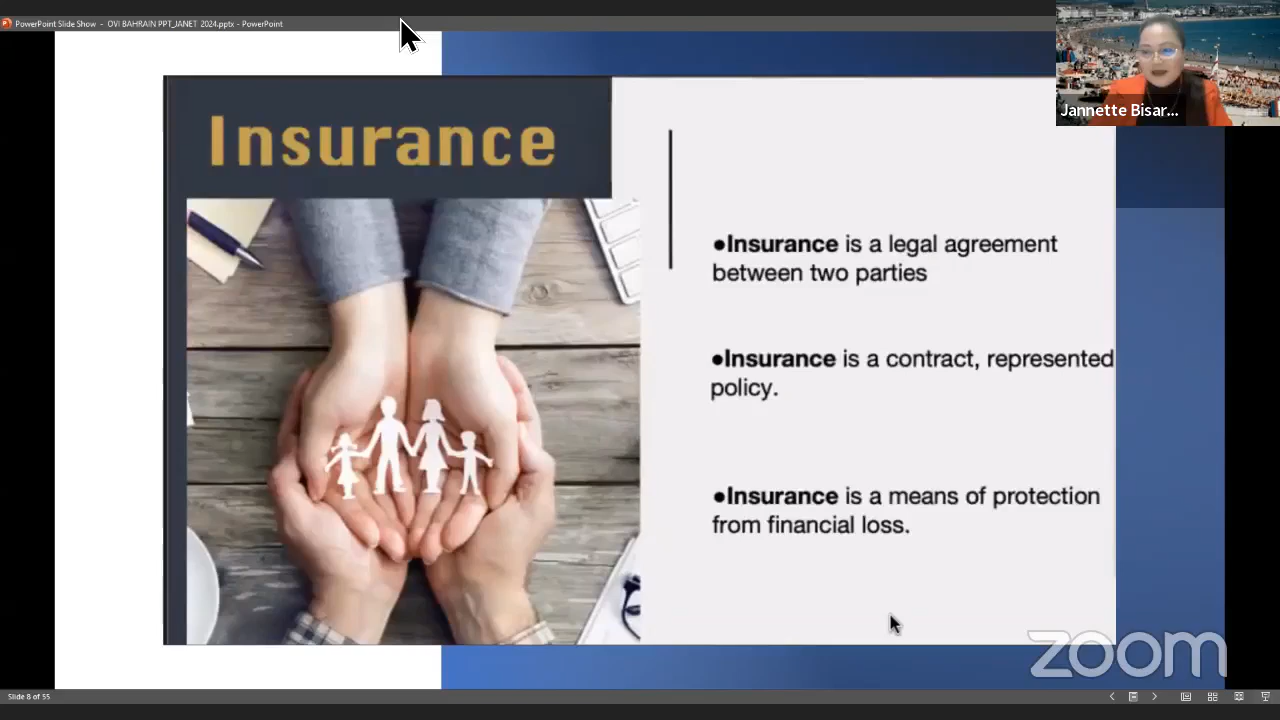 PowerPoint Slide Show - OVI BAHRAIN PPT_JANET 2024.pptx - PowerPoint
Jannette Bisar...
Insurance
●Insurance is a legal agreement
between two parties
●Insurance is a contract, represented
policy.
●Insurance is a means of protection
from financial loss.
zoom
Slide 8 of 55